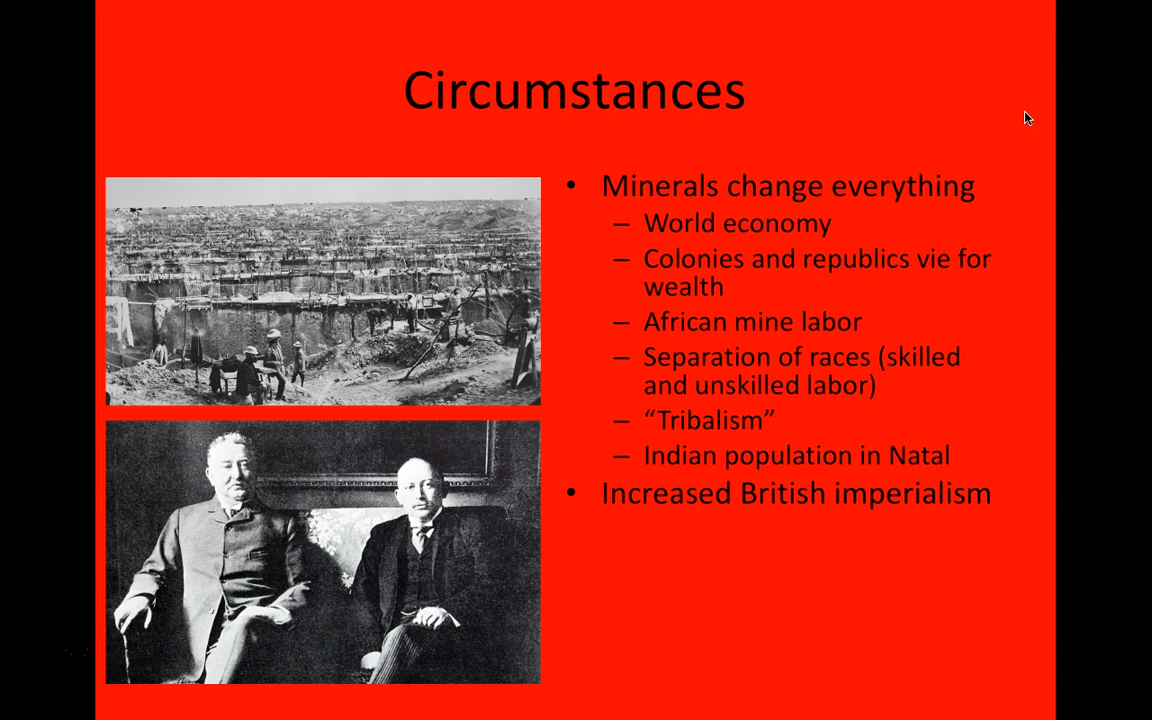 Circumstances
• Minerals change everything
– World economy
– Colonies and republics vie for
wealth
– African mine labor
– Separation of races (skilled
and unskilled labor)
– “Tribalism”
– Indian population in Natal
• Increased British imperialism